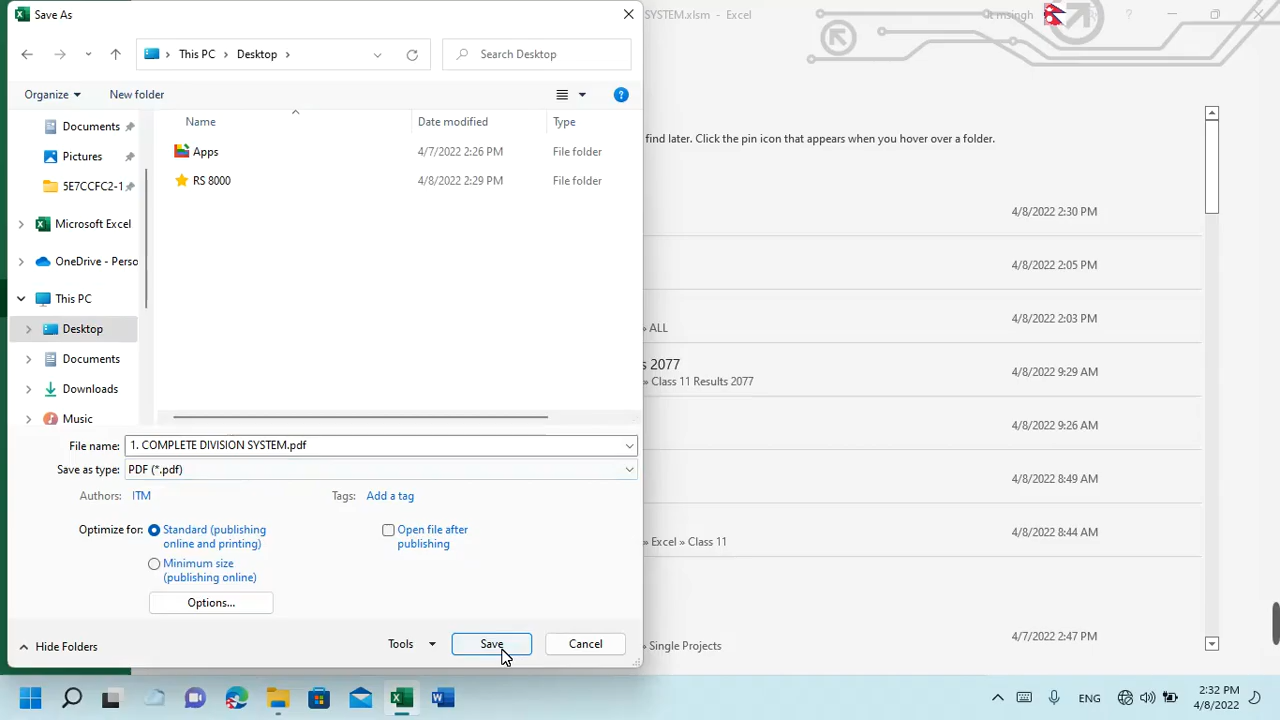 Save As
SYSTEM.xlsm - Excel
it msingh
This PC
Desktop
Search Desktop
Organize
New folder
Name
Date modified
Type
Documents
Pictures
5E7CCFC2-1
Microsoft Excel
OneDrive - Perso
This PC
Desktop
Documents
Downloads
Music
Apps
4/7/2022 2:26 PM
File folder
RS 8000
4/8/2022 2:29 PM
File folder
find later. Click the pin icon that appears when you hover over a folder.
4/8/2022 2:30 PM
4/8/2022 2:05 PM
» ALL
4/8/2022 2:03 PM
s 2077
» Class 11 Results 2077
4/8/2022 9:29 AM
4/8/2022 9:26 AM
4/8/2022 8:49 AM
» Excel » Class 11
4/8/2022 8:44 AM
» Single Projects
4/7/2022 2:47 PM
File name: 1. COMPLETE DIVISION SYSTEM.pdf
Save as type: PDF (*.pdf)
Authors: ITM
Tags: Add a tag
Optimize for:
Standard (publishing
online and printing)
Minimum size
(publishing online)
Open file after
publishing
Options...
Hide Folders
Tools
Save
Cancel
ENG
2:32 PM
4/8/2022